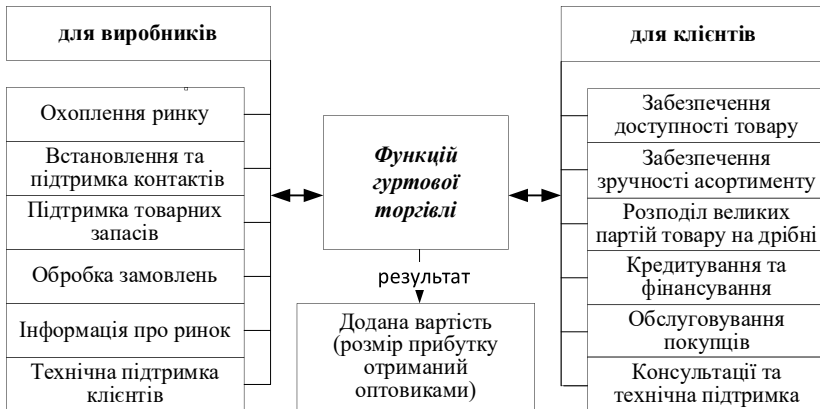 для виробників
Охоплення ринку
Встановлення та
підтримка контактів
Підтримка товарних
запасів
Обробка замовлень
Інформація про ринок
Технічна підтримка
клієнтів
Функцій
гуртової
торгівлі
результат
Додана вартість
(розмір прибутку
отриманий
оптовиками)
для клієнтів
Забезпечення
доступності товару
Забезпечення
зручності асортименту
Розподіл великих
партій товару на дрібні
Кредитування та
фінансування
Обслуговування
покупців
Консультації та
технічна підтримка